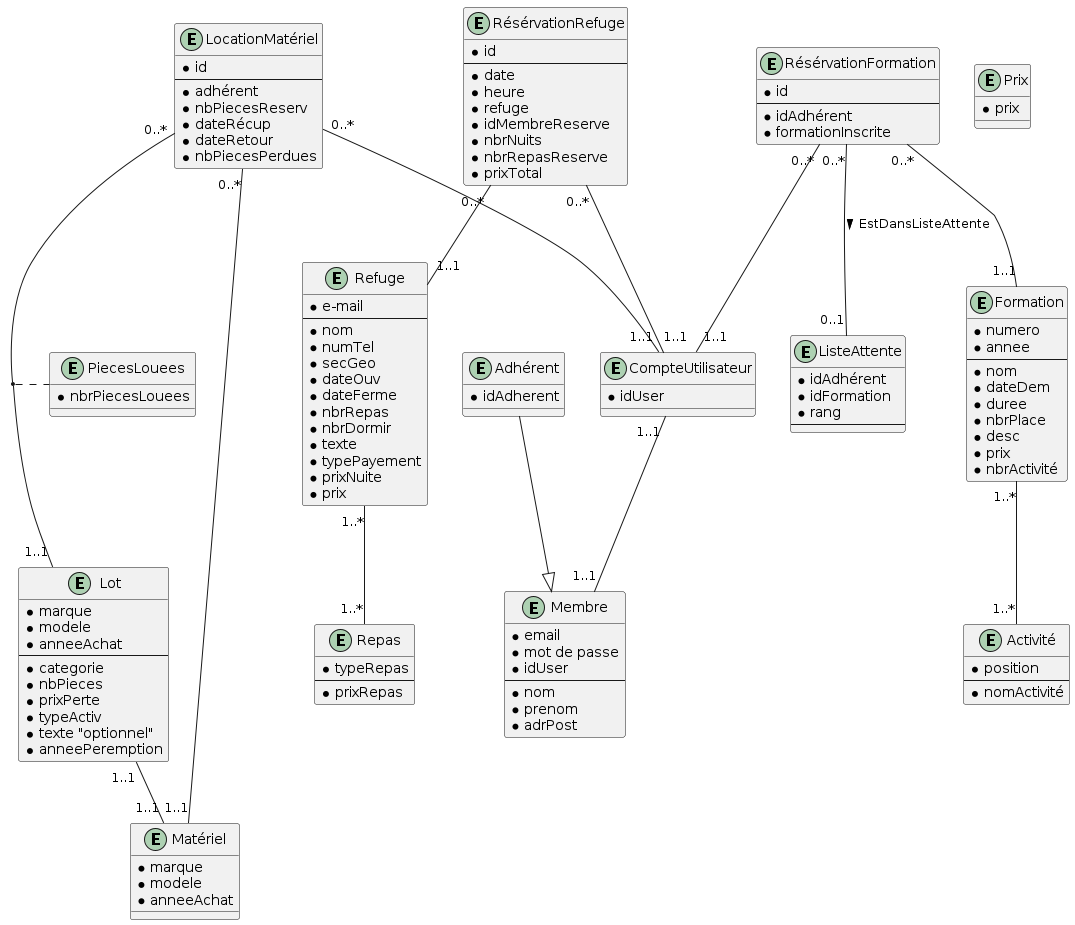 E LocationMatériel
id
adhérent
nbPiecesReserv
dateRécup
dateRetour
nbPiecesPerdues
E RésérvationRefuge
id
date
heure
refuge
idMembreReserve
nbrNuits
nbrRepasReserve
prixTotal
E RésérvationFormation
id
idAdhérent
formationInscrite
E Prix
prix
0..*
0..*
0..*
0..*
0..*
0..*
0..*
0..*
EstDansListeAttente
1..1
1..1
0..1
1..1
1..1
1..1
E Refuge
e-mail
nom
numTel
secGeo
dateOuv
dateFerme
nbrRepas
nbrDormir
texte
typePayement
prixNuite
prix
E Formation
numero
annee
nom
dateDem
duree
nbrPlace
desc
prix
nbrActivité
E ListeAttente
idAdhérent
idFormation
rang
E PiecesLouees
nbrPiecesLouees
E Adhérent
idAdherent
E CompteUtilisateur
idUser
1..1
1..*
1..*
1..1
1..1
1..*
1..*
E Lot
marque
modele
anneeAchat
categorie
nbPieces
prixPerte
typeActiv
texte "optionnel"
anneePeremption
E Repas
typeRepas
prixRepas
E Membre
email
mot de passe
idUser
nom
prenom
adrPost
E Activité
position
nomActivité
1..1
1..1
1..1
E Matériel
marque
modele
anneeAchat